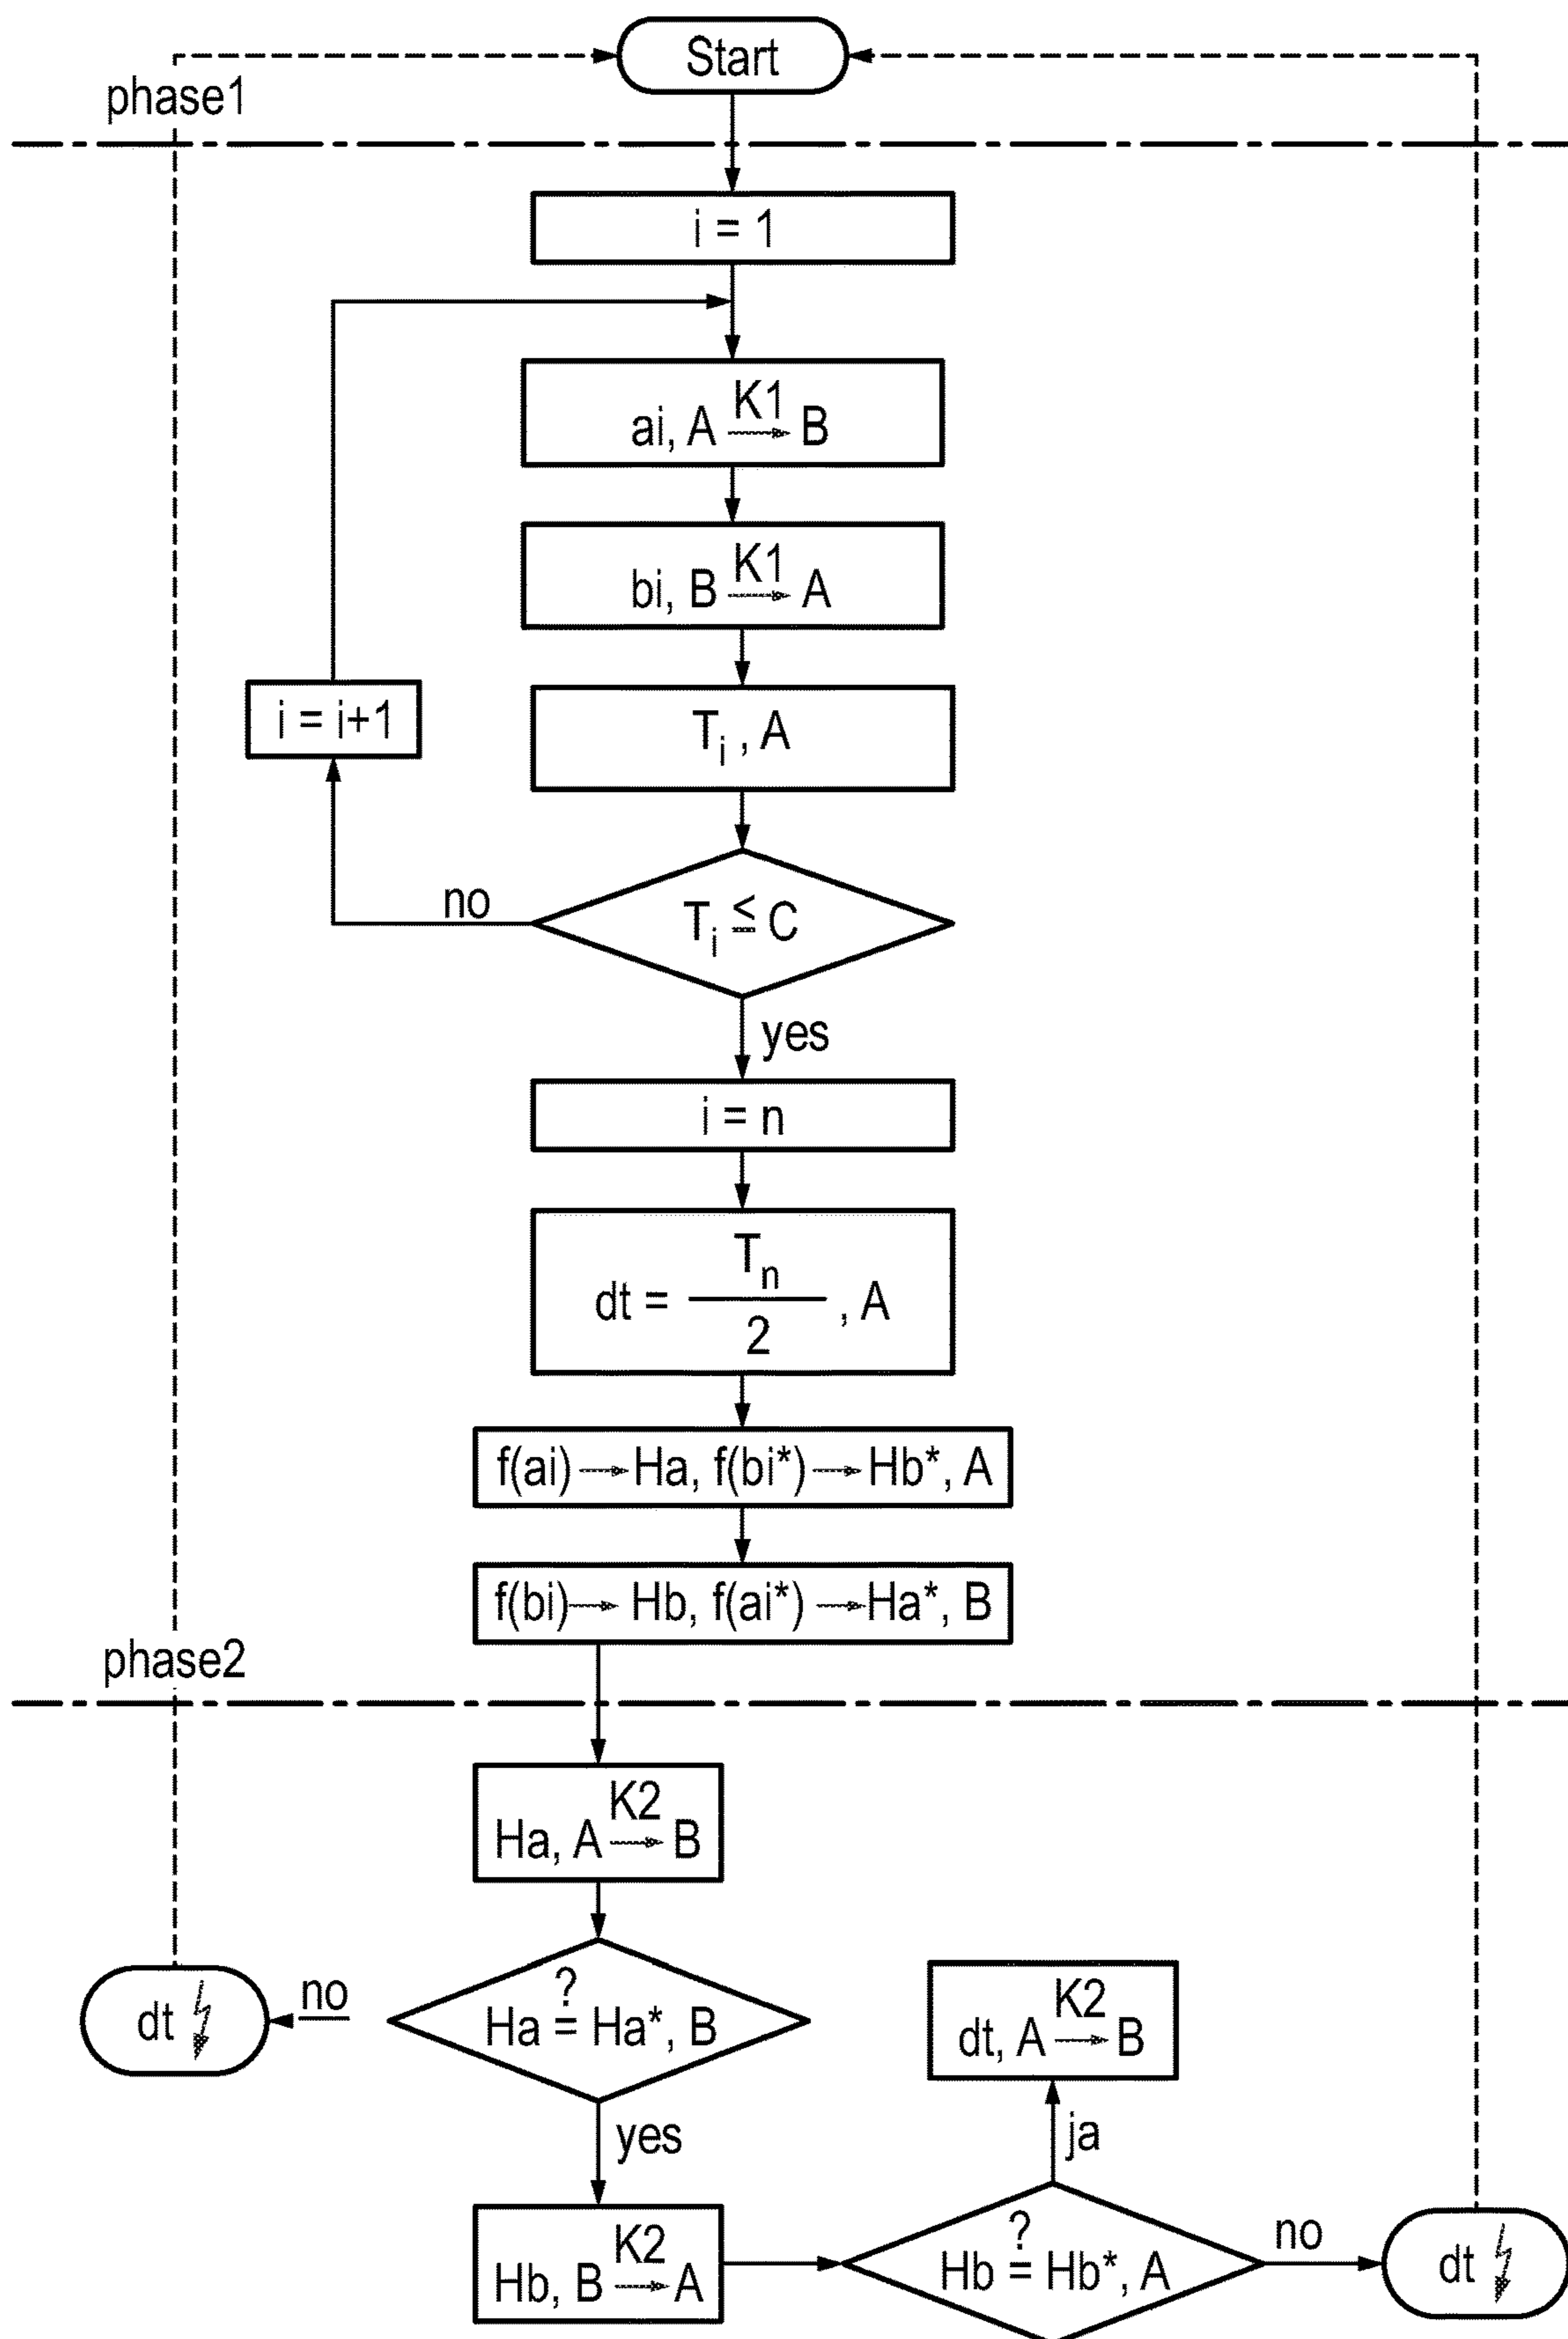 Start
phase1
i = 1
K1
ai, A → B
K1
bi, B → A
i = i+1
Ti , A
no
Ti ≤ C
yes
i = n
dt = Tn / 2 , A
f(ai) → Ha, f(bi*) → Hb*, A
f(bi) → Hb, f(ai*) → Ha*, B
phase2
K2
Ha, A → B
dt
no
?
Ha = Ha*, B
K2
dt, A → B
yes
ja
K2
Hb, B → A
?
Hb = Hb*, A
no
dt